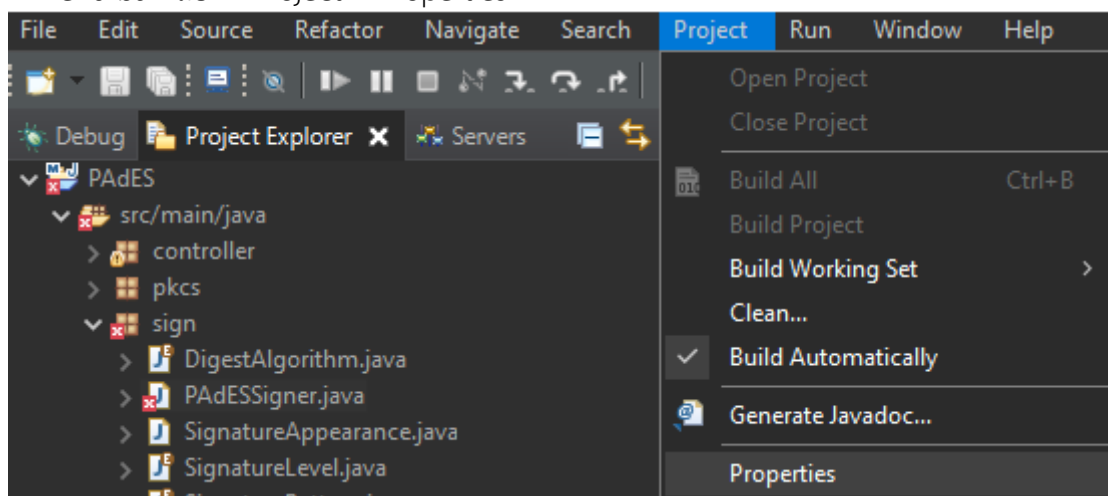 File Edit Source Refactor Navigate Search Project Run Window Help
Debug Project Explorer Servers
PAdES
src/main/java
controller
pkcs
sign
DigestAlgorithm.java
PAdESSigner.java
SignatureAppearance.java
SignatureLevel.java
Open Project
Close Project
Build All Ctrl+B
Build Project
Build Working Set
Clean...
Build Automatically
Generate Javadoc...
Properties